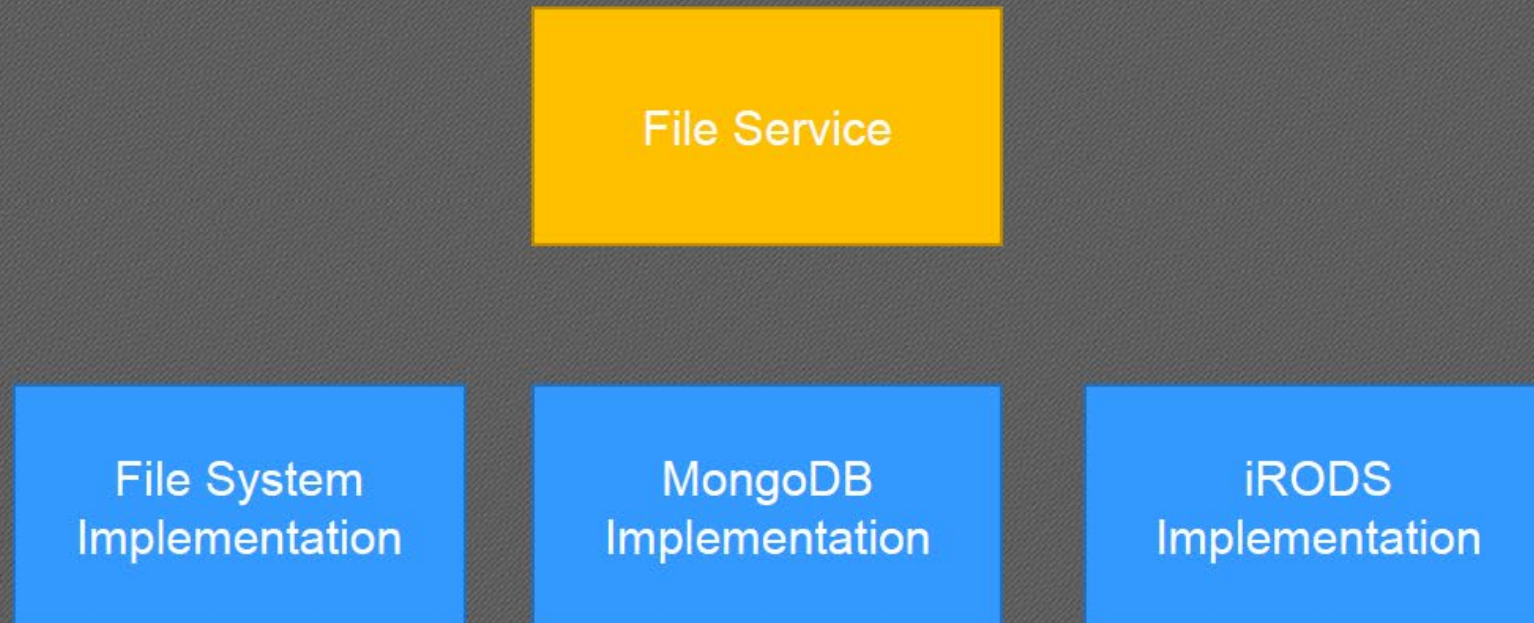 File Service
File System
Implementation
MongoDB
Implementation
iRODS
Implementation